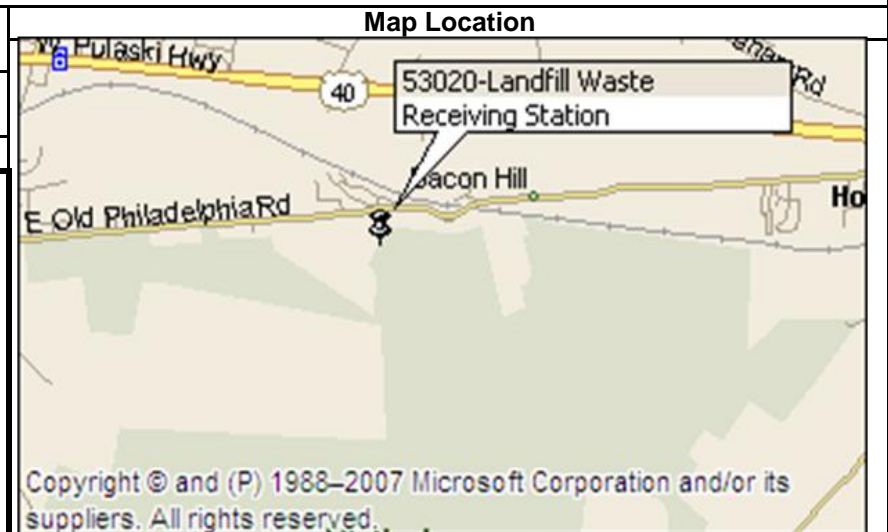 Map Location
W Pulaski Hwy
40
53020-Landfill Waste
Receiving Station
Rd
Bacon Hill
E Old Philadelphia Rd
Ho
Copyright © and (P) 1988–2007 Microsoft Corporation and/or its
suppliers. All rights reserved.